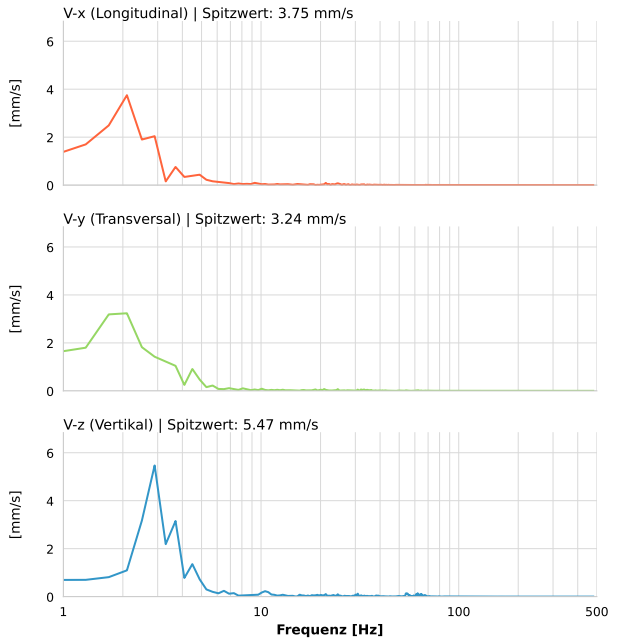 V-x (Longitudinal) | Spitzwert: 3.75 mm/s
6
4
2
0
[mm/s]
V-y (Transversal) | Spitzwert: 3.24 mm/s
6
4
2
0
[mm/s]
V-z (Vertikal) | Spitzwert: 5.47 mm/s
6
4
2
0
[mm/s]
1 10 100 500
Frequenz [Hz]